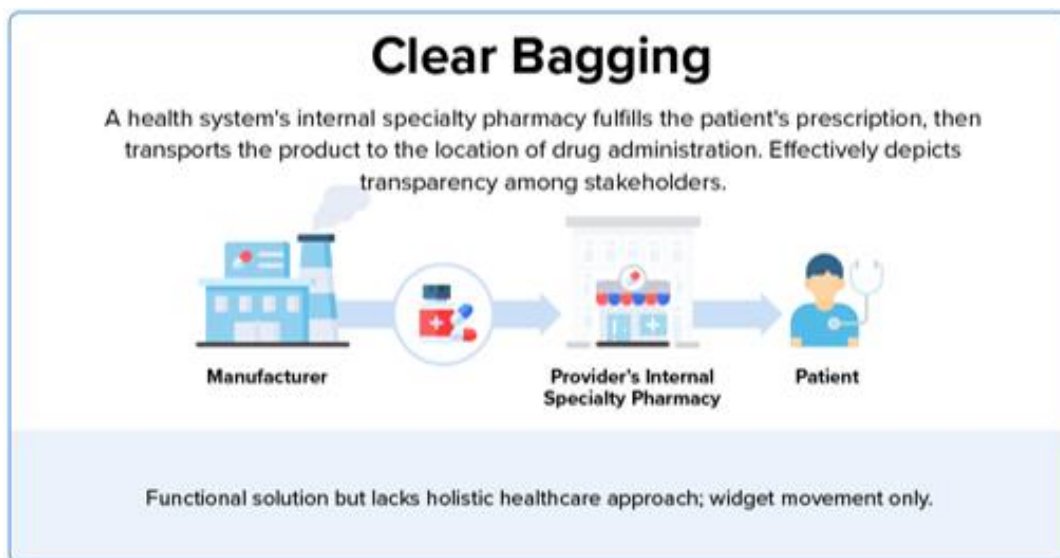 Clear Bagging
A health system's internal specialty pharmacy fulfills the patient's prescription, then
transports the product to the location of drug administration. Effectively depicts
transparency among stakeholders.
Manufacturer
Provider's Internal
Specialty Pharmacy
Patient
Functional solution but lacks holistic healthcare approach; widget movement only.